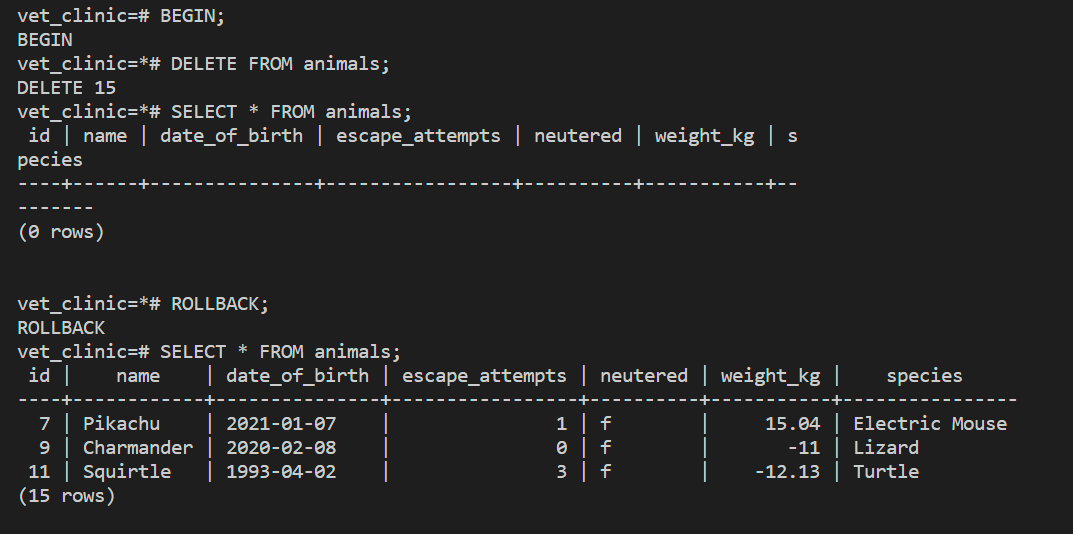 vet_clinic=# BEGIN;
BEGIN
vet_clinic=*# DELETE FROM animals;
DELETE 15
vet_clinic=*# SELECT * FROM animals;
 id | name | date_of_birth | escape_attempts | neutered | weight_kg | s
pecies
----+------+---------------+-----------------+----------+-----------+--
-------
(0 rows)
vet_clinic=*# ROLLBACK;
ROLLBACK
vet_clinic=# SELECT * FROM animals;
 id |    name    | date_of_birth | escape_attempts | neutered | weight_kg |    species
----+------------+---------------+-----------------+----------+-----------+----------------
  7 | Pikachu    | 2021-01-07    |               1 | f        |     15.04 | Electric Mouse
  9 | Charmander | 2020-02-08    |               0 | f        |       -11 | Lizard
 11 | Squirtle   | 1993-04-02    |               3 | f        |    -12.13 | Turtle
(15 rows)